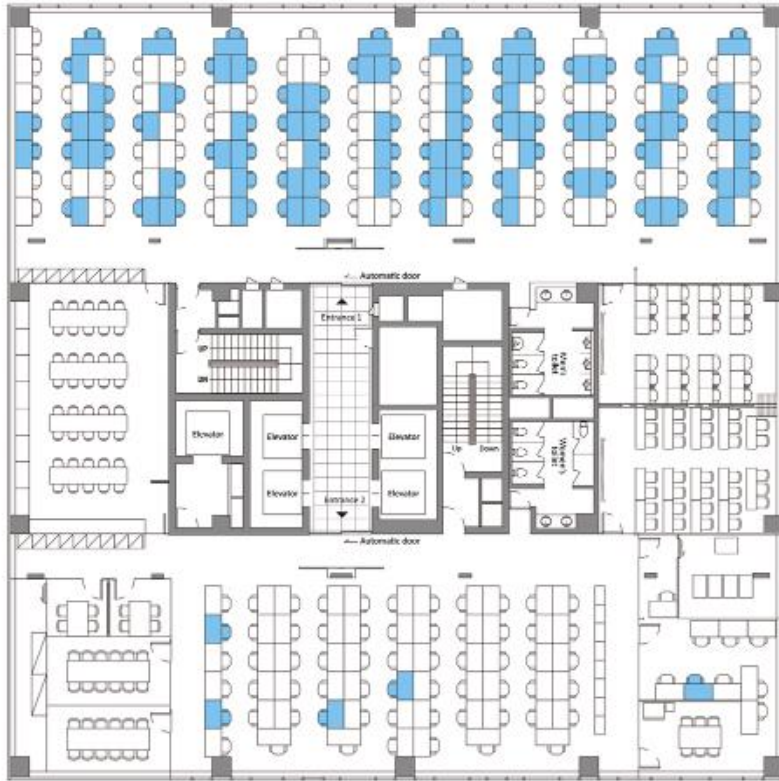 Automatic door
Entrance 1
UP
DN
Men's
toilet
Elevator
Elevator
Elevator
Up Down
Women's
toilet
Elevator
Elevator
Entrance 2
Automatic door